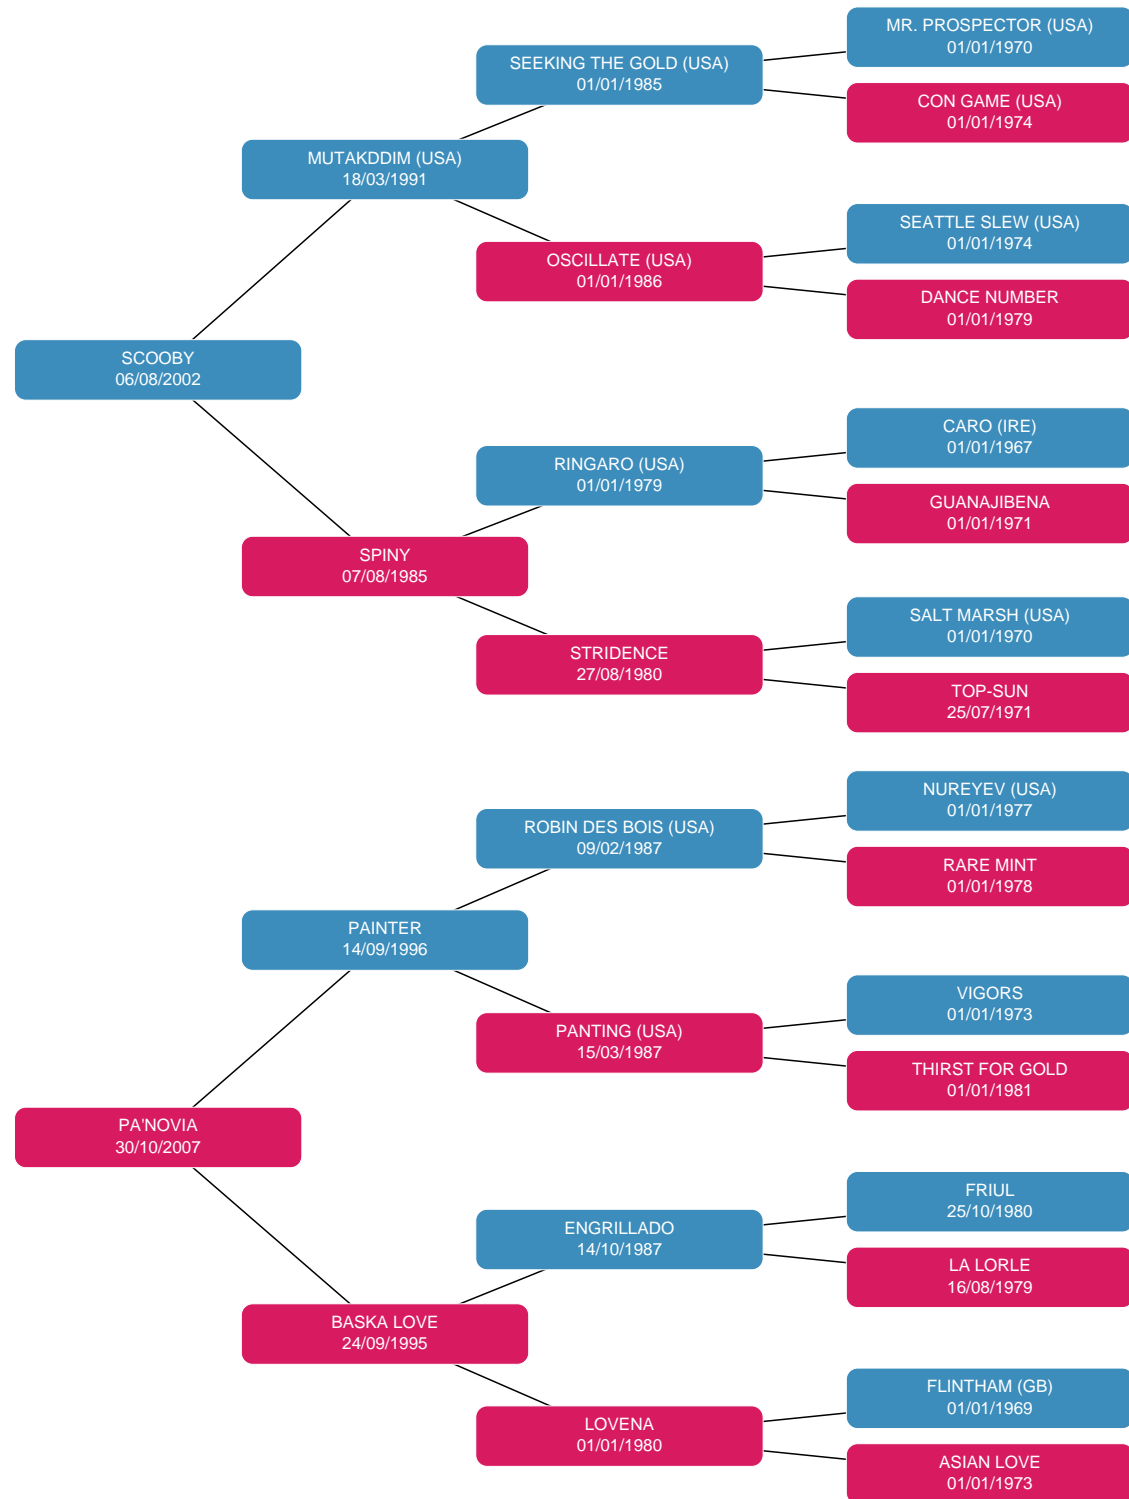 MR. PROSPECTOR (USA)
01/01/1970
SEEKING THE GOLD (USA)
01/01/1985
CON GAME (USA)
01/01/1974
MUTAKDDIM (USA)
18/03/1991
SEATTLE SLEW (USA)
01/01/1974
OSCILLATE (USA)
01/01/1986
DANCE NUMBER
01/01/1979
SCOOBY
06/08/2002
CARO (IRE)
01/01/1967
RINGARO (USA)
01/01/1979
GUANAJIBENA
01/01/1971
SPINY
07/08/1985
SALT MARSH (USA)
01/01/1970
STRIDENCE
27/08/1980
TOP-SUN
25/07/1971
NUREYEV (USA)
01/01/1977
ROBIN DES BOIS (USA)
09/02/1987
RARE MINT
01/01/1978
PAINTER
14/09/1996
VIGORS
01/01/1973
PANTING (USA)
15/03/1987
THIRST FOR GOLD
01/01/1981
PA'NOVIA
30/10/2007
FRIUL
25/10/1980
ENGRILLADO
14/10/1987
LA LORLE
16/08/1979
BASKA LOVE
24/09/1995
FLINTHAM (GB)
01/01/1969
LOVENA
01/01/1980
ASIAN LOVE
01/01/1973